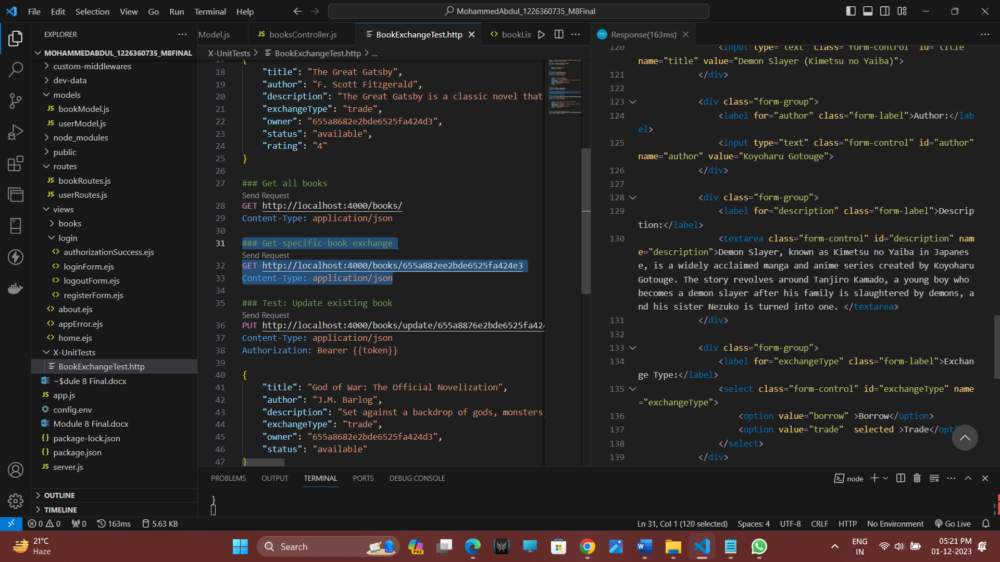 File Edit Selection View Go Run Terminal Help
MohammedAbdul_1226360735_M8Final
EXPLORER
MOHAMMEDABDUL_1226360735_M8FINAL
custom-middlewares
dev-data
models
JS bookModel.js
JS userModel.js
node_modules
public
routes
JS bookRoutes.js
JS userRoutes.js
views
books
login
<> authorizationSuccess.ejs
<> loginForm.ejs
<> logoutForm.ejs
<> registerForm.ejs
<> about.ejs
<> appError.ejs
<> home.ejs
X-UnitTests
BookExchangeTest.http
~$dule 8 Final.docx
JS app.js
config.env
Module 8 Final.docx
{} package-lock.json
{} package.json
JS server.js
OUTLINE
TIMELINE
Model.js JS booksController.js BookExchangeTest.http <> bookLis
X-UnitTests > BookExchangeTest.http > ...
17 {
18 "title": "The Great Gatsby",
19 "author": "F. Scott Fitzgerald",
20 "description": "The Great Gatsby is a classic novel that
21 "exchangeType": "trade",
22 "owner": "655a8682e2bde6525fa424d3",
23 "status": "available",
24 "rating": "4"
25 }
26
27 ### Get all books
Send Request
28 GET http://localhost:4000/books/
29 Content-Type: application/json
30
31 ### Get specific book exchange
Send Request
32 GET http://localhost:4000/books/655a882ee2bde6525fa424e3
33 Content-Type: application/json
34
35 ### Test: Update existing book
Send Request
36 PUT http://localhost:4000/books/update/655a8876e2bde6525fa424
37 Content-Type: application/json
38 Authorization: Bearer {{token}}
39
40 {
41 "title": "God of War: The Official Novelization",
42 "author": "J.M. Barlog",
43 "description": "Set against a backdrop of gods, monsters
44 "exchangeType": "trade",
45 "owner": "655a8682e2bde6525fa424d3",
46 "status": "available"
47 }
Response(163ms)
120 <input type="text" class="form-control" id="title"
name="title" value="Demon Slayer (Kimetsu no Yaiba)">
121 </div>
122
123 <div class="form-group">
124 <label for="author" class="form-label">Author:</lab
el>
125 <input type="text" class="form-control" id="author"
name="author" value="Koyoharu Gotouge">
126 </div>
127
128 <div class="form-group">
129 <label for="description" class="form-label">Descrip
tion:</label>
130 <textarea class="form-control" id="description" nam
e="description">Demon Slayer, known as Kimetsu no Yaiba in Japanes
e, is a widely acclaimed manga and anime series created by Koyoharu
Gotouge. The story revolves around Tanjiro Kamado, a young boy who
becomes a demon slayer after his family is slaughtered by demons, a
nd his sister Nezuko is turned into one. </textarea>
131 </div>
132
133 <div class="form-group">
134 <label for="exchangeType" class="form-label">Exchan
ge Type:</label>
135 <select class="form-control" id="exchangeType" name
="exchangeType">
136 <option value="borrow" >Borrow</option>
137 <option value="trade" selected >Trade</opti
138 </select>
139 </div>
PROBLEMS OUTPUT TERMINAL PORTS DEBUG CONSOLE
node
}
0 0 0 163ms 5.63 KB
Ln 31, Col 1 (120 selected) Spaces: 4 UTF-8 CRLF HTTP No Environment Go Live
21°C
Haze
Search
PRE
ENG
IN
05:21 PM
01-12-2023